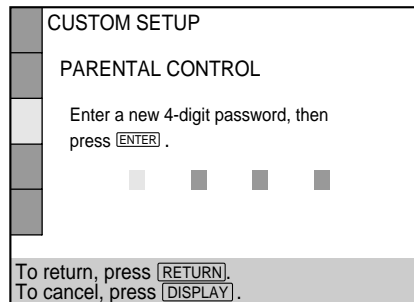 CUSTOM SETUP
PARENTAL CONTROL
Enter a new 4-digit password, then
press ENTER .
To return, press RETURN.
To cancel, press DISPLAY .